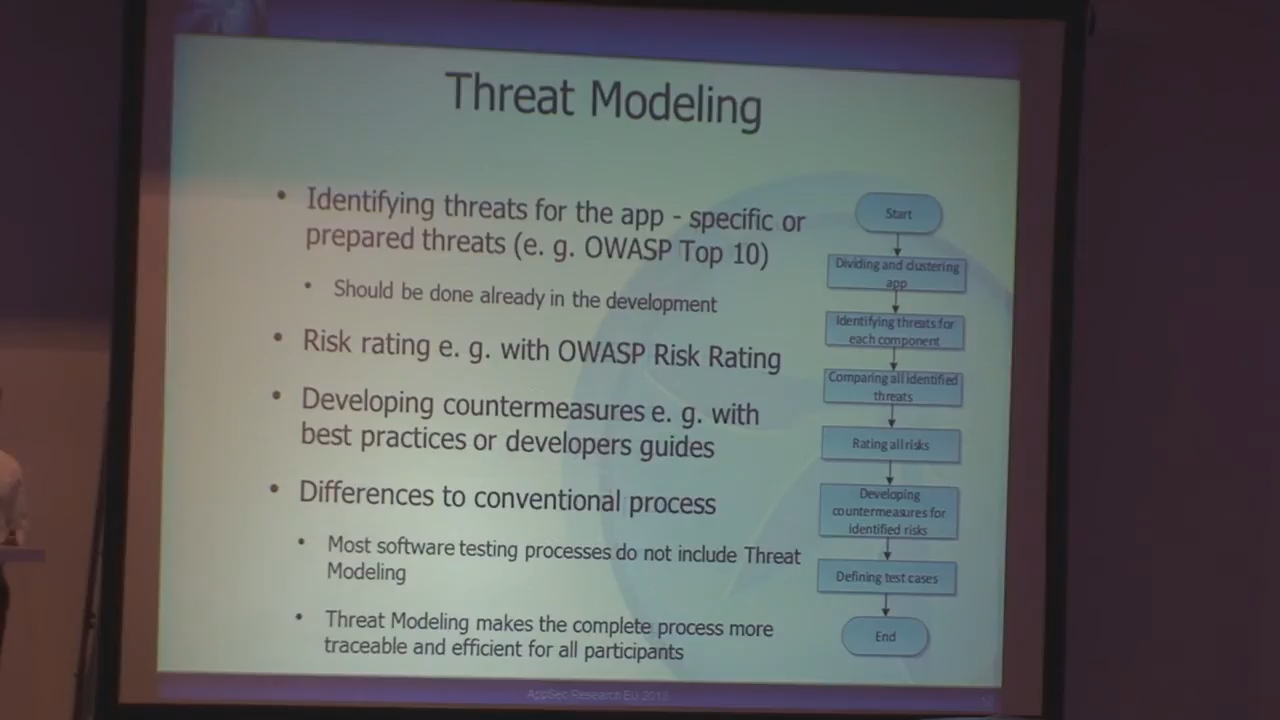 Threat Modeling
• Identifying threats for the app - specific or
prepared threats (e. g. OWASP Top 10)
• Should be done already in the development
• Risk rating e. g. with OWASP Risk Rating
• Developing countermeasures e. g. with
best practices or developers guides
• Differences to conventional process
• Most software testing processes do not include Threat
Modeling
• Threat Modeling makes the complete process more
traceable and efficient for all participants
Start
Dividing and clustering
app
Identifying threats for
each component
Comparing all identified
threats
Rating all risks
Developing
countermeasures for
identified risks
Defining test cases
End
AppSec Research EU